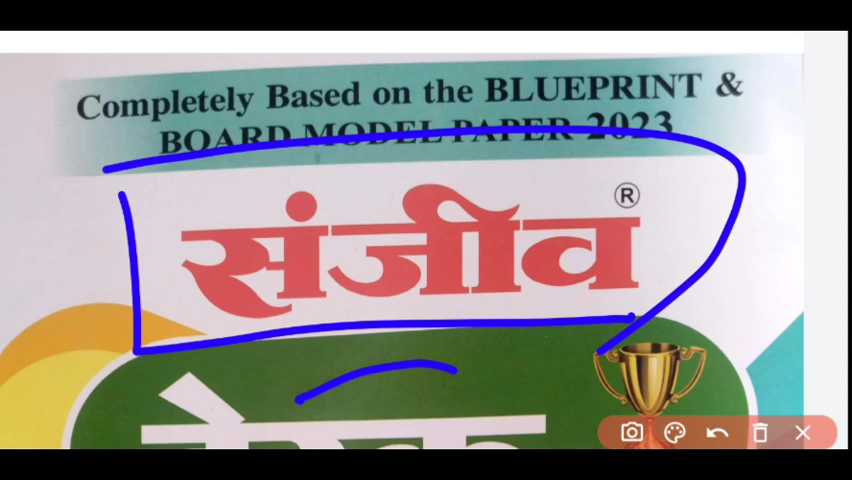 Completely Based on the BLUEPRINT &
BOARD MODEL PAPER 2023
संजीव®